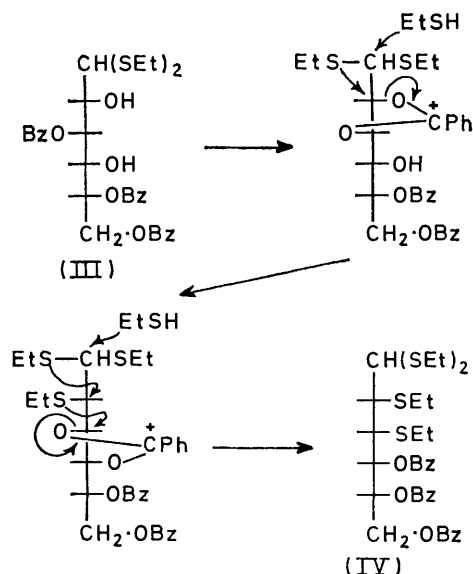 EtSH
CH(SEt)₂
EtS—CHSEt
OH
O
BzO
O
+
CPh
OH
OH
OBz
OBz
CH₂·OBz
CH₂·OBz
(III)
EtSH
EtS—CHSEt
CH(SEt)₂
EtS
SEt
O
+
CPh
SEt
O
OBz
OBz
OBz
CH₂·OBz
CH₂·OBz
(IV)